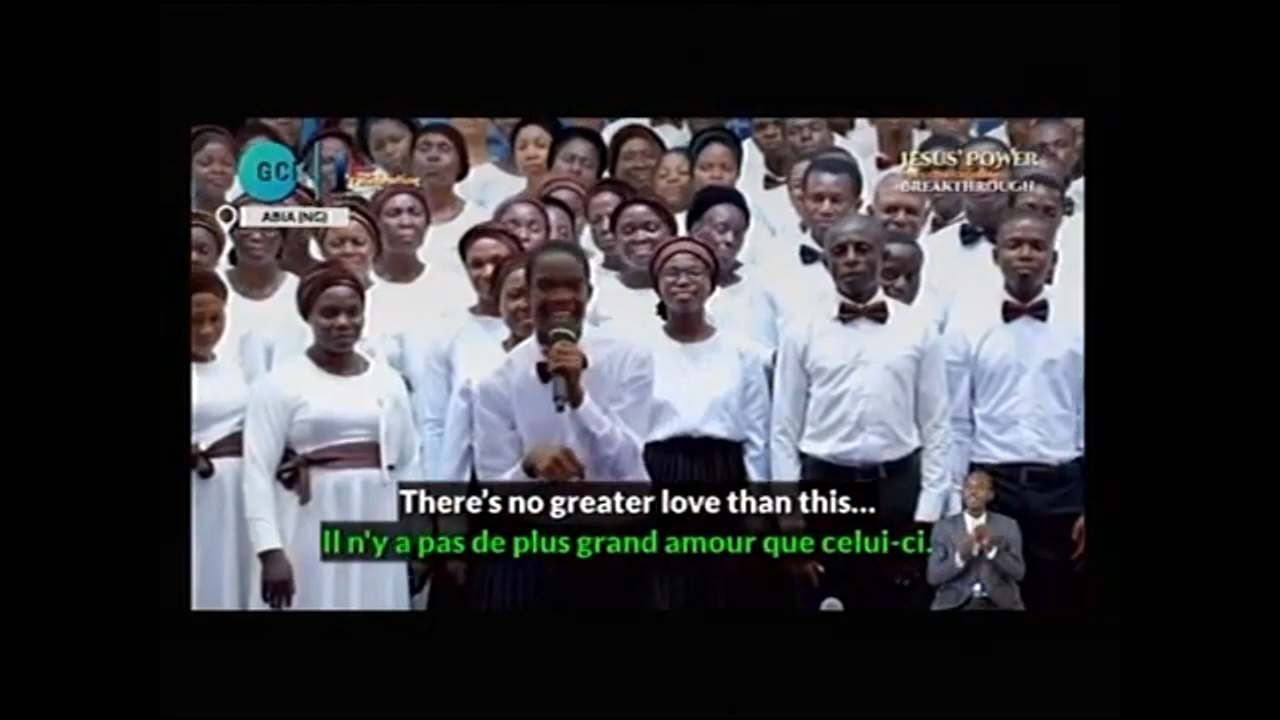 GC
ABIA (NG)
JESUS' POWER
BREAKTHROUGH
There's no greater love than this...
Il n'y a pas de plus grand amour que celui-ci.